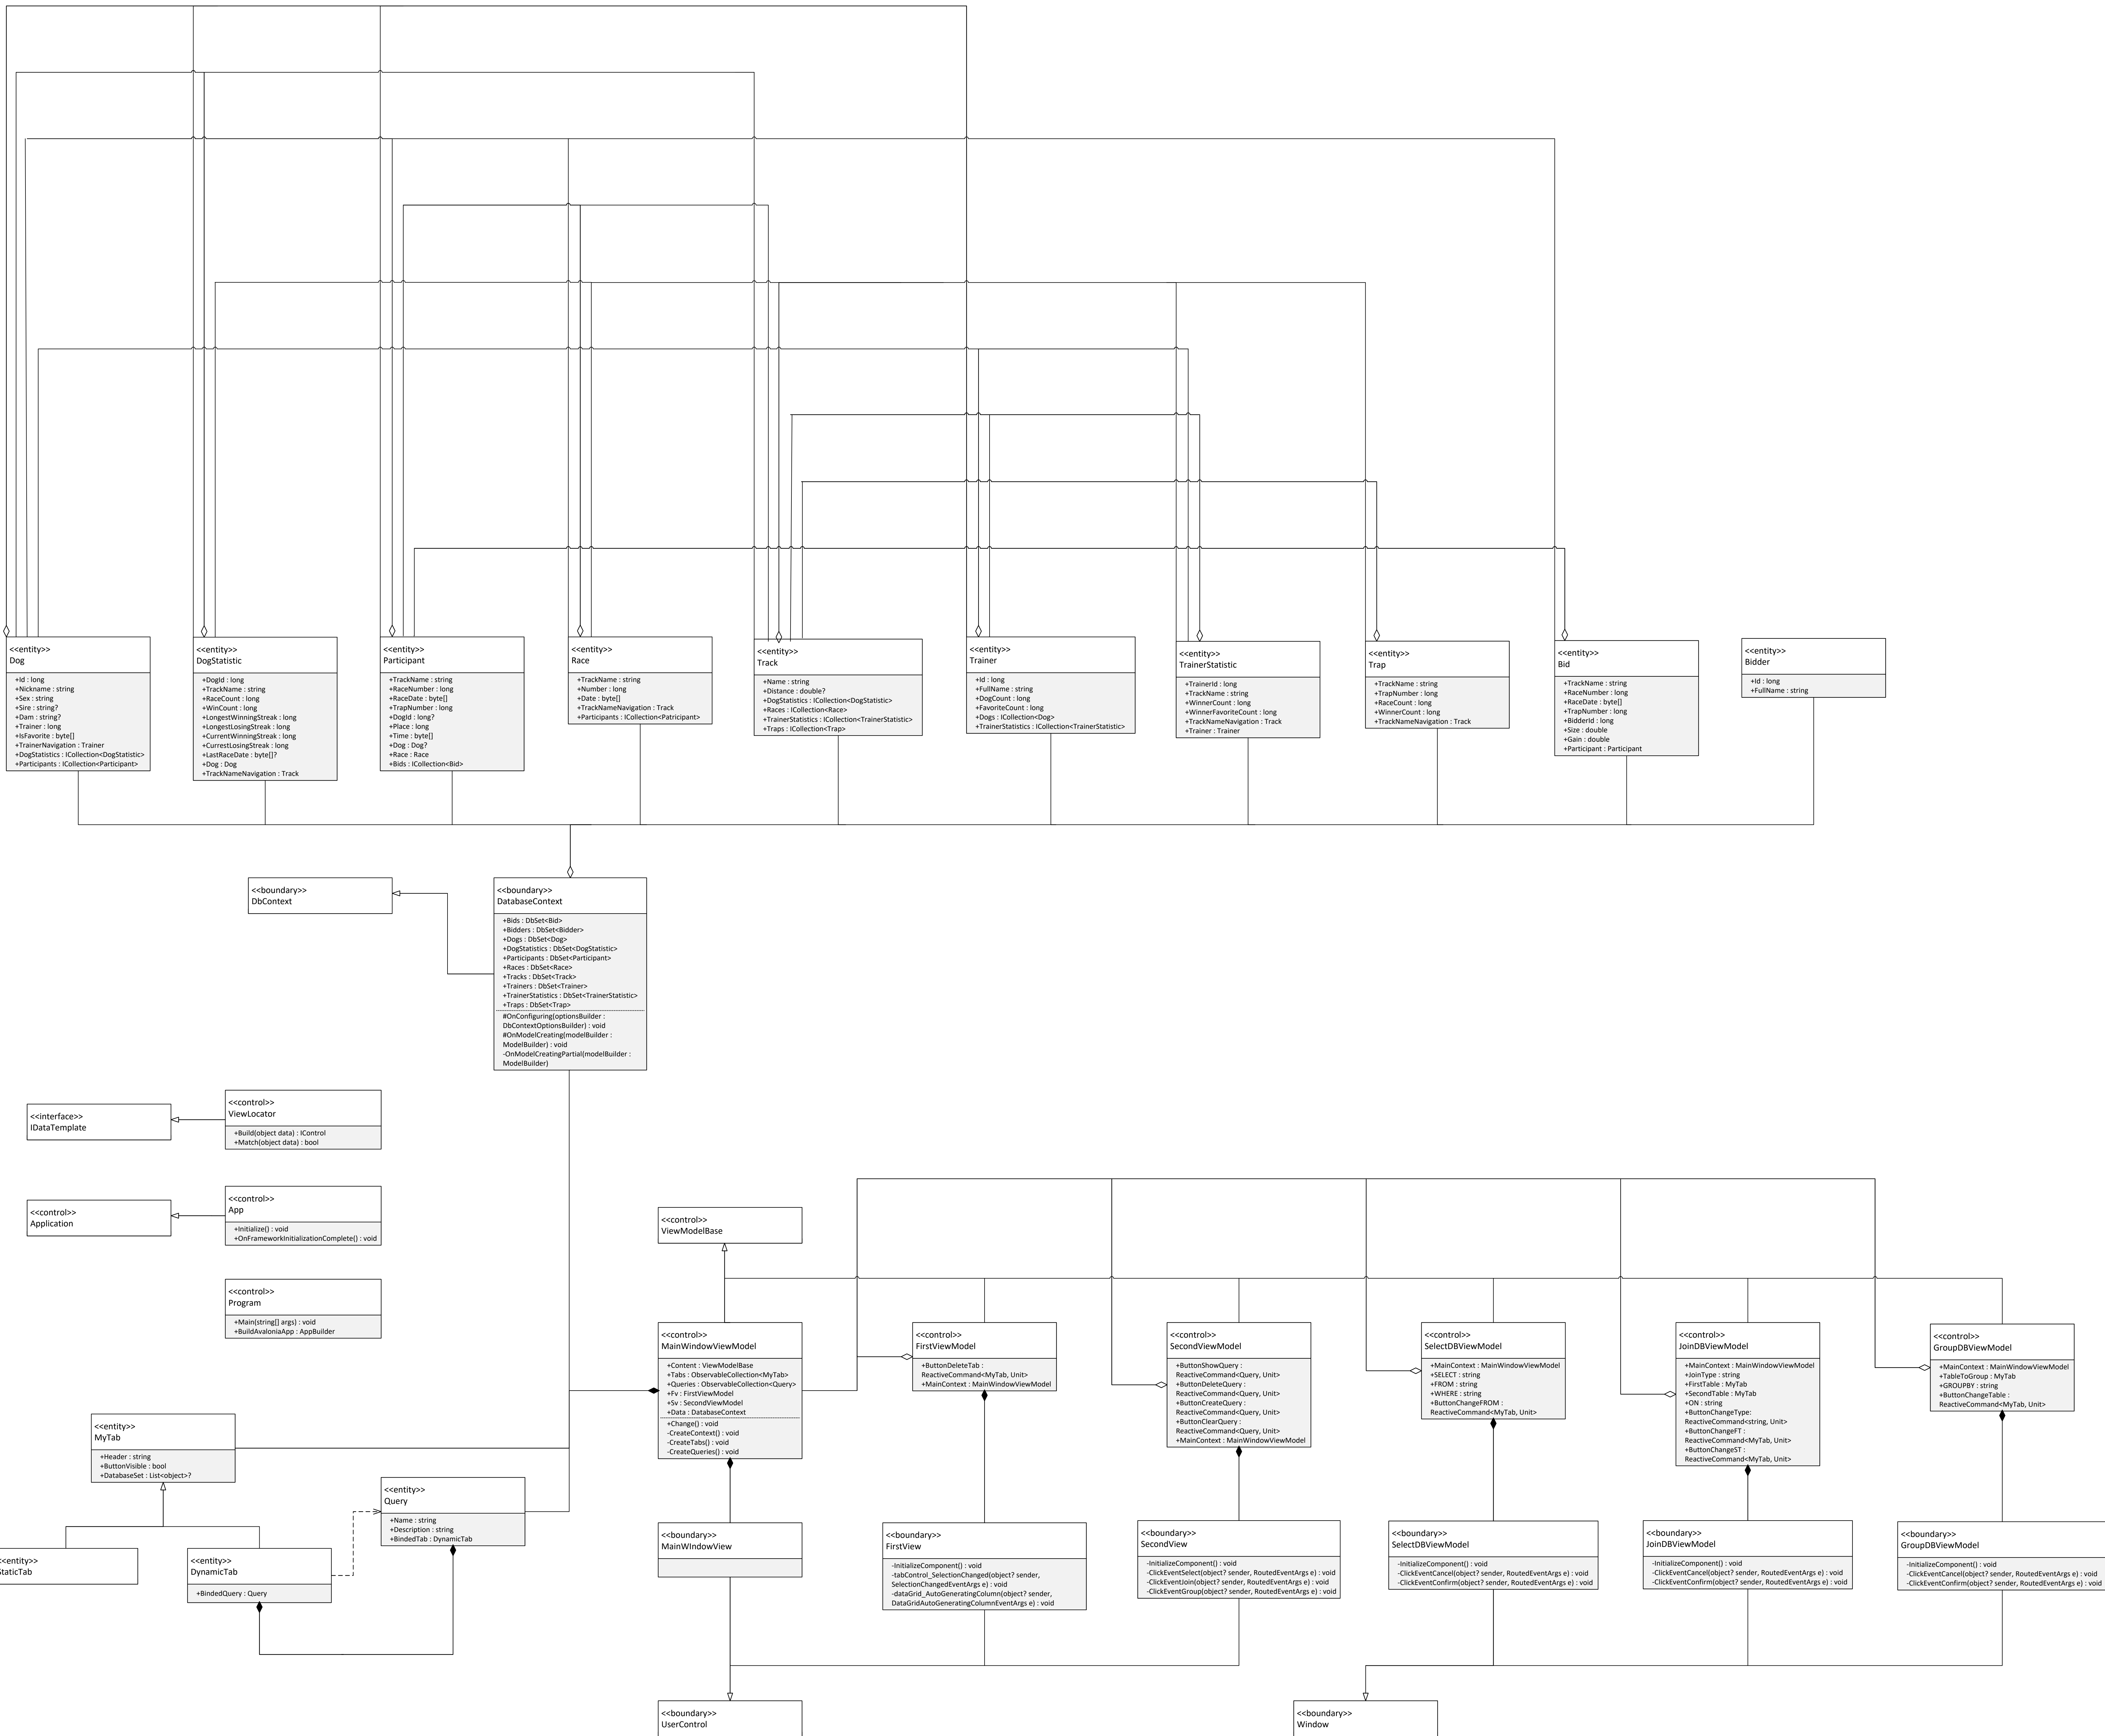 <<entity>>
Dog
+Id : long
+Nickname : string
+Sex : string
+Sire : string?
+Dam : string?
+Trainer : long
+IsFavorite : byte[]
+TrainerNavigation : Trainer
+DogStatistics : ICollection<DogStatistic>
+Participants : ICollection<Participant>
<<entity>>
DogStatistic
+DogId : long
+TrackName : string
+RaceCount : long
+WinCount : long
+LongestWinningStreak : long
+LongestLosingStreak : long
+CurrentWinningStreak : long
+CurrestLosingStreak : long
+LastRaceDate : byte[]?
+Dog : Dog
+TrackNameNavigation : Track
<<entity>>
Participant
+TrackName : string
+RaceNumber : long
+RaceDate : byte[]
+TrapNumber : long
+DogId : long?
+Place : long
+Time : byte[]
+Dog : Dog?
+Race : Race
+Bids : ICollection<Bid>
<<entity>>
Race
+TrackName : string
+Number : long
+Date : byte[]
+TrackNameNavigation : Track
+Participants : ICollection<Patricipant>
<<entity>>
Track
+Name : string
+Distance : double?
+DogStatistics : ICollection<DogStatistic>
+Races : ICollection<Race>
+TrainerStatistics : ICollection<TrainerStatistic>
+Traps : ICollection<Trap>
<<entity>>
Trainer
+Id : long
+FullName : string
+DogCount : long
+FavoriteCount : long
+Dogs : ICollection<Dog>
+TrainerStatistics : ICollection<TrainerStatistic>
<<entity>>
TrainerStatistic
+TrainerId : long
+TrackName : string
+WinnerCount : long
+WinnerFavoriteCount : long
+TrackNameNavigation : Track
+Trainer : Trainer
<<entity>>
Trap
+TrackName : string
+TrapNumber : long
+RaceCount : long
+WinnerCount : long
+TrackNameNavigation : Track
<<entity>>
Bid
+TrackName : string
+RaceNumber : long
+RaceDate : byte[]
+TrapNumber : long
+BidderId : long
+Size : double
+Gain : double
+Participant : Participant
<<entity>>
Bidder
+Id : long
+FullName : string
<<boundary>>
DbContext
<<boundary>>
DatabaseContext
+Bids : DbSet<Bid>
+Bidders : DbSet<Bidder>
+Dogs : DbSet<Dog>
+DogStatistics : DbSet<DogStatistic>
+Participants : DbSet<Participant>
+Races : DbSet<Race>
+Tracks : DbSet<Track>
+Trainers : DbSet<Trainer>
+TrainerStatistics : DbSet<TrainerStatistic>
+Traps : DbSet<Trap>
#OnConfiguring(optionsBuilder :
DbContextOptionsBuilder) : void
#OnModelCreating(modelBuilder :
ModelBuilder) : void
-OnModelCreatingPartial(modelBuilder :
ModelBuilder)
<<interface>>
IDataTemplate
<<control>>
ViewLocator
+Build(object data) : IControl
+Match(object data) : bool
<<control>>
Application
<<control>>
App
+Initialize() : void
+OnFrameworkInitializationComplete() : void
<<control>>
Program
+Main(string[] args) : void
+BuildAvaloniaApp : AppBuilder
<<control>>
ViewModelBase
<<control>>
MainWindowViewModel
+Content : ViewModelBase
+Tabs : ObservableCollection<MyTab>
+Queries : ObservableCollection<Query>
+Fv : FirstViewModel
+Sv : SecondViewModel
+Data : DatabaseContext
+Change() : void
-CreateContext() : void
-CreateTabs() : void
-CreateQueries() : void
<<control>>
FirstViewModel
+ButtonDeleteTab :
ReactiveCommand<MyTab, Unit>
+MainContext : MainWindowViewModel
<<control>>
SecondViewModel
+ButtonShowQuery :
ReactiveCommand<Query, Unit>
+ButtonDeleteQuery :
ReactiveCommand<Query, Unit>
+ButtonCreateQuery :
ReactiveCommand<Query, Unit>
+ButtonClearQuery :
ReactiveCommand<Query, Unit>
+MainContext : MainWindowViewModel
<<control>>
SelectDBViewModel
+MainContext : MainWindowViewModel
+SELECT : string
+FROM : string
+WHERE : string
+ButtonChangeFROM :
ReactiveCommand<MyTab, Unit>
<<control>>
JoinDBViewModel
+MainContext : MainWindowViewModel
+JoinType : string
+FirstTable : MyTab
+SecondTable : MyTab
+ON : string
+ButtonChangeType:
ReactiveCommand<string, Unit>
+ButtonChangeFT :
ReactiveCommand<MyTab, Unit>
+ButtonChangeST :
ReactiveCommand<MyTab, Unit>
<<control>>
GroupDBViewModel
+MainContext : MainWindowViewModel
+TableToGroup : MyTab
+GROUPBY : string
+ButtonChangeTable :
ReactiveCommand<MyTab, Unit>
<<entity>>
MyTab
+Header : string
+ButtonVisible : bool
+DatabaseSet : List<object>?
<<entity>>
Query
+Name : string
+Description : string
+BindedTab : DynamicTab
<<entity>>
StaticTab
<<entity>>
DynamicTab
+BindedQuery : Query
<<boundary>>
MainWIndowView
<<boundary>>
FirstView
-InitializeComponent() : void
-tabControl_SelectionChanged(object? sender,
SelectionChangedEventArgs e) : void
-dataGrid_AutoGeneratingColumn(object? sender,
DataGridAutoGeneratingColumnEventArgs e) : void
<<boundary>>
SecondView
-InitializeComponent() : void
-ClickEventSelect(object? sender, RoutedEventArgs e) : void
-ClickEventJoin(object? sender, RoutedEventArgs e) : void
-ClickEventGroup(object? sender, RoutedEventArgs e) : void
<<boundary>>
SelectDBViewModel
-InitializeComponent() : void
-ClickEventCancel(object? sender, RoutedEventArgs e) : void
-ClickEventConfirm(object? sender, RoutedEventArgs e) : void
<<boundary>>
JoinDBViewModel
-InitializeComponent() : void
-ClickEventCancel(object? sender, RoutedEventArgs e) : void
-ClickEventConfirm(object? sender, RoutedEventArgs e) : void
<<boundary>>
GroupDBViewModel
-InitializeComponent() : void
-ClickEventCancel(object? sender, RoutedEventArgs e) : void
-ClickEventConfirm(object? sender, RoutedEventArgs e) : void
<<boundary>>
UserControl
<<boundary>>
Window